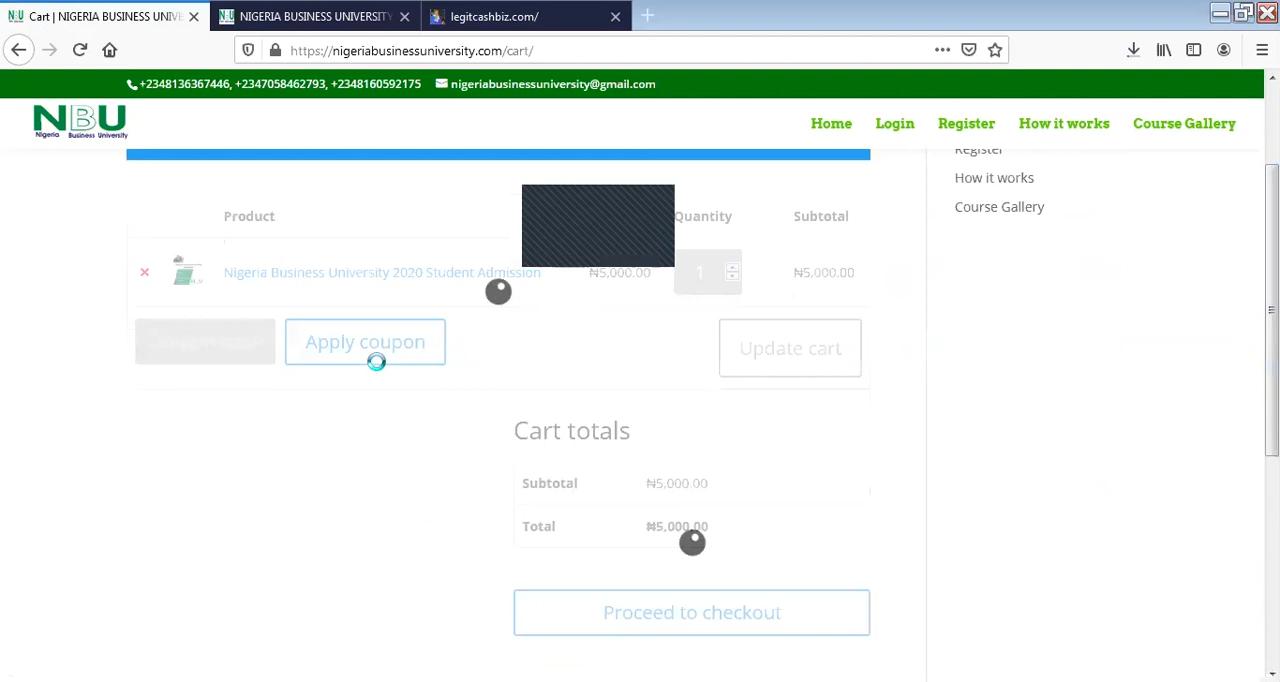 Cart | NIGERIA BUSINESS UNIVE
NIGERIA BUSINESS UNIVERSITY
legitcashbiz.com/
https://nigeriabusinessuniversity.com/cart/
+2348136367446, +2347058462793, +2348160592175
nigeriabusinessuniversity@gmail.com
NBU
Nigeria Business University
Home
Login
Register
How it works
Course Gallery
Register
How it works
Course Gallery
Product
Quantity
Subtotal
×
Nigeria Business University 2020 Student Admission
₦5,000.00
1
₦5,000.00
Apply coupon
Update cart
Cart totals
Subtotal
₦5,000.00
Total
₦5,000.00
Proceed to checkout